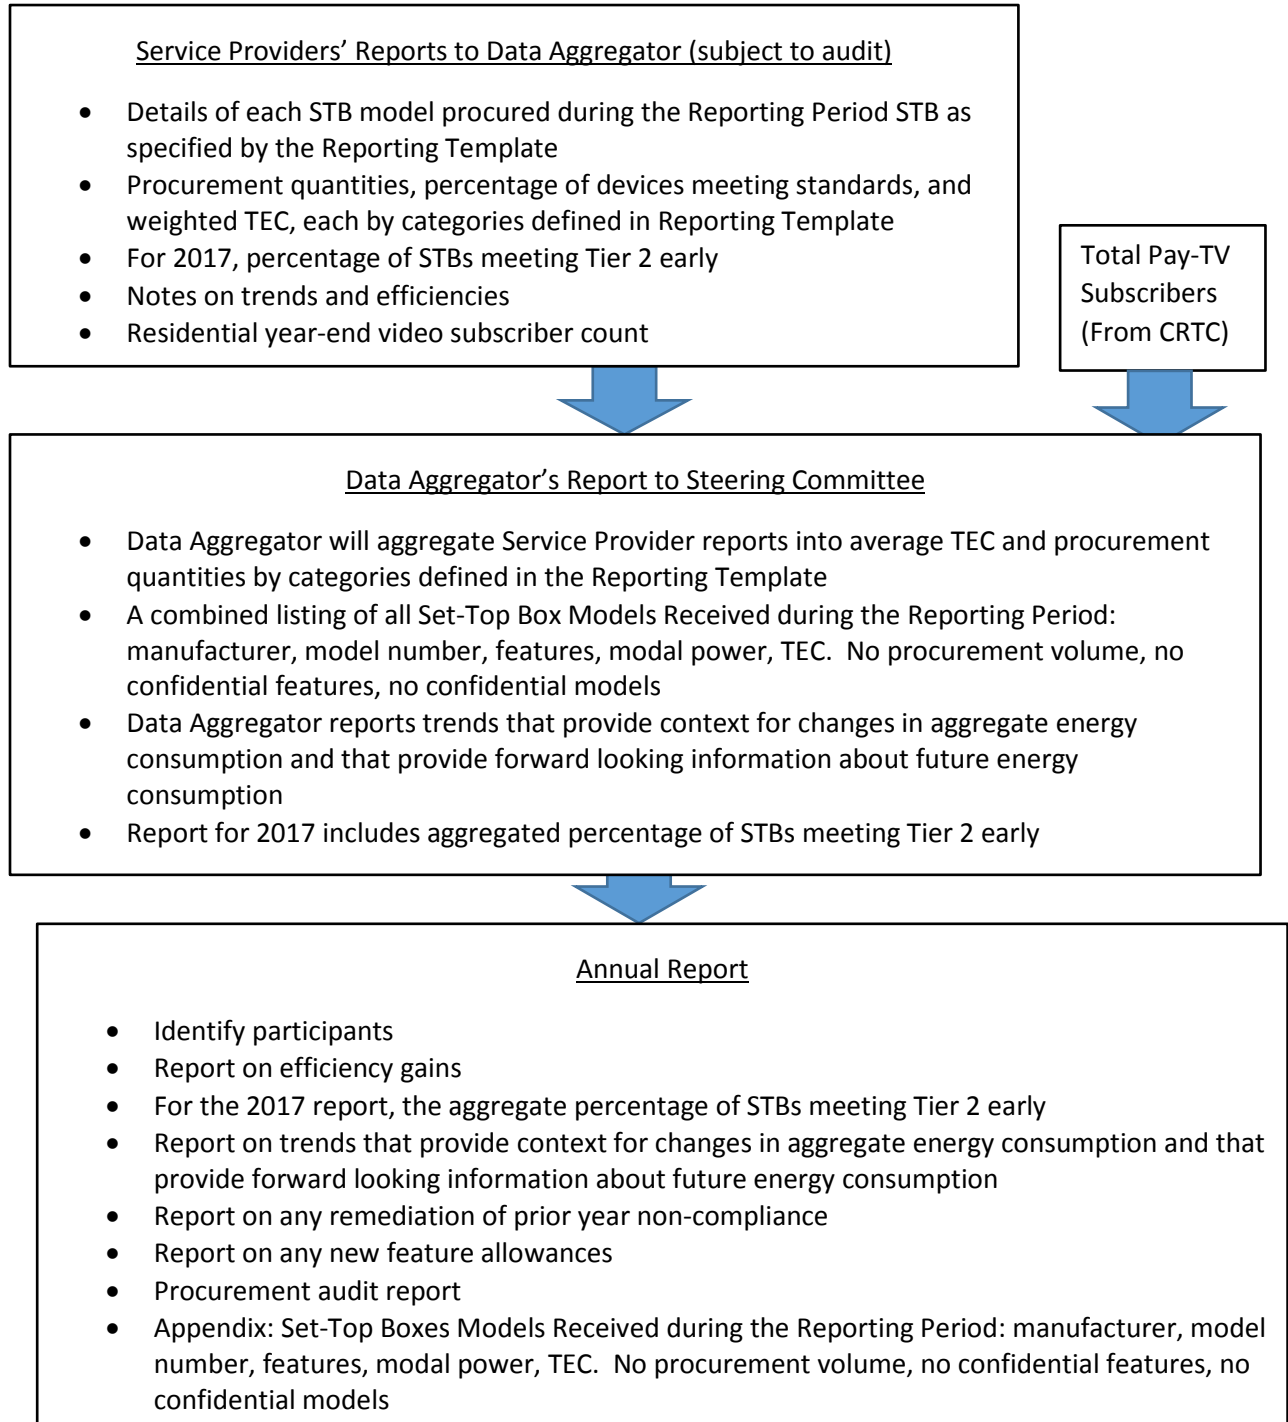 Service Providers’ Reports to Data Aggregator (subject to audit)
• Details of each STB model procured during the Reporting Period STB as
specified by the Reporting Template
• Procurement quantities, percentage of devices meeting standards, and
weighted TEC, each by categories defined in Reporting Template
• For 2017, percentage of STBs meeting Tier 2 early
• Notes on trends and efficiencies
• Residential year-end video subscriber count
Total Pay-TV
Subscribers
(From CRTC)
Data Aggregator’s Report to Steering Committee
• Data Aggregator will aggregate Service Provider reports into average TEC and procurement
quantities by categories defined in the Reporting Template
• A combined listing of all Set-Top Box Models Received during the Reporting Period:
manufacturer, model number, features, modal power, TEC.  No procurement volume, no
confidential features, no confidential models
• Data Aggregator reports trends that provide context for changes in aggregate energy
consumption and that provide forward looking information about future energy
consumption
• Report for 2017 includes aggregated percentage of STBs meeting Tier 2 early
Annual Report
• Identify participants
• Report on efficiency gains
• For the 2017 report, the aggregate percentage of STBs meeting Tier 2 early
• Report on trends that provide context for changes in aggregate energy consumption and that
provide forward looking information about future energy consumption
• Report on any remediation of prior year non-compliance
• Report on any new feature allowances
• Procurement audit report
• Appendix: Set-Top Boxes Models Received during the Reporting Period: manufacturer, model
number, features, modal power, TEC.  No procurement volume, no confidential features, no
confidential models